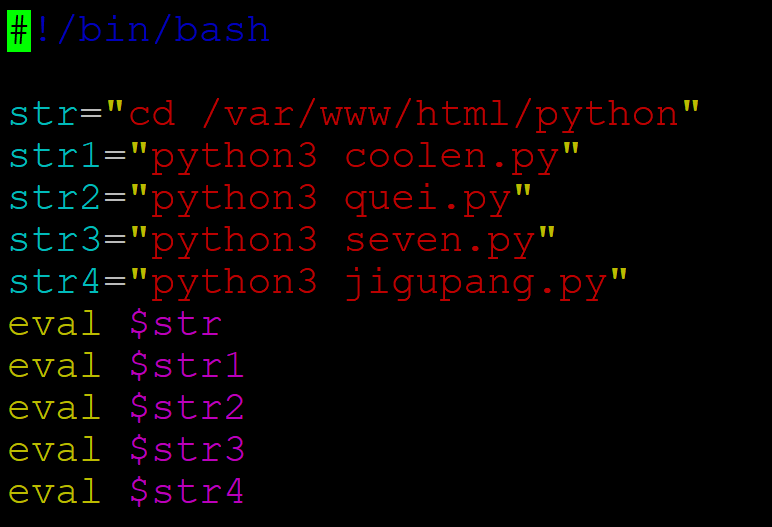 #!/bin/bash
str="cd /var/www/html/python"
str1="python3 coolen.py"
str2="python3 quei.py"
str3="python3 seven.py"
str4="python3 jigupang.py"
eval $str
eval $str1
eval $str2
eval $str3
eval $str4